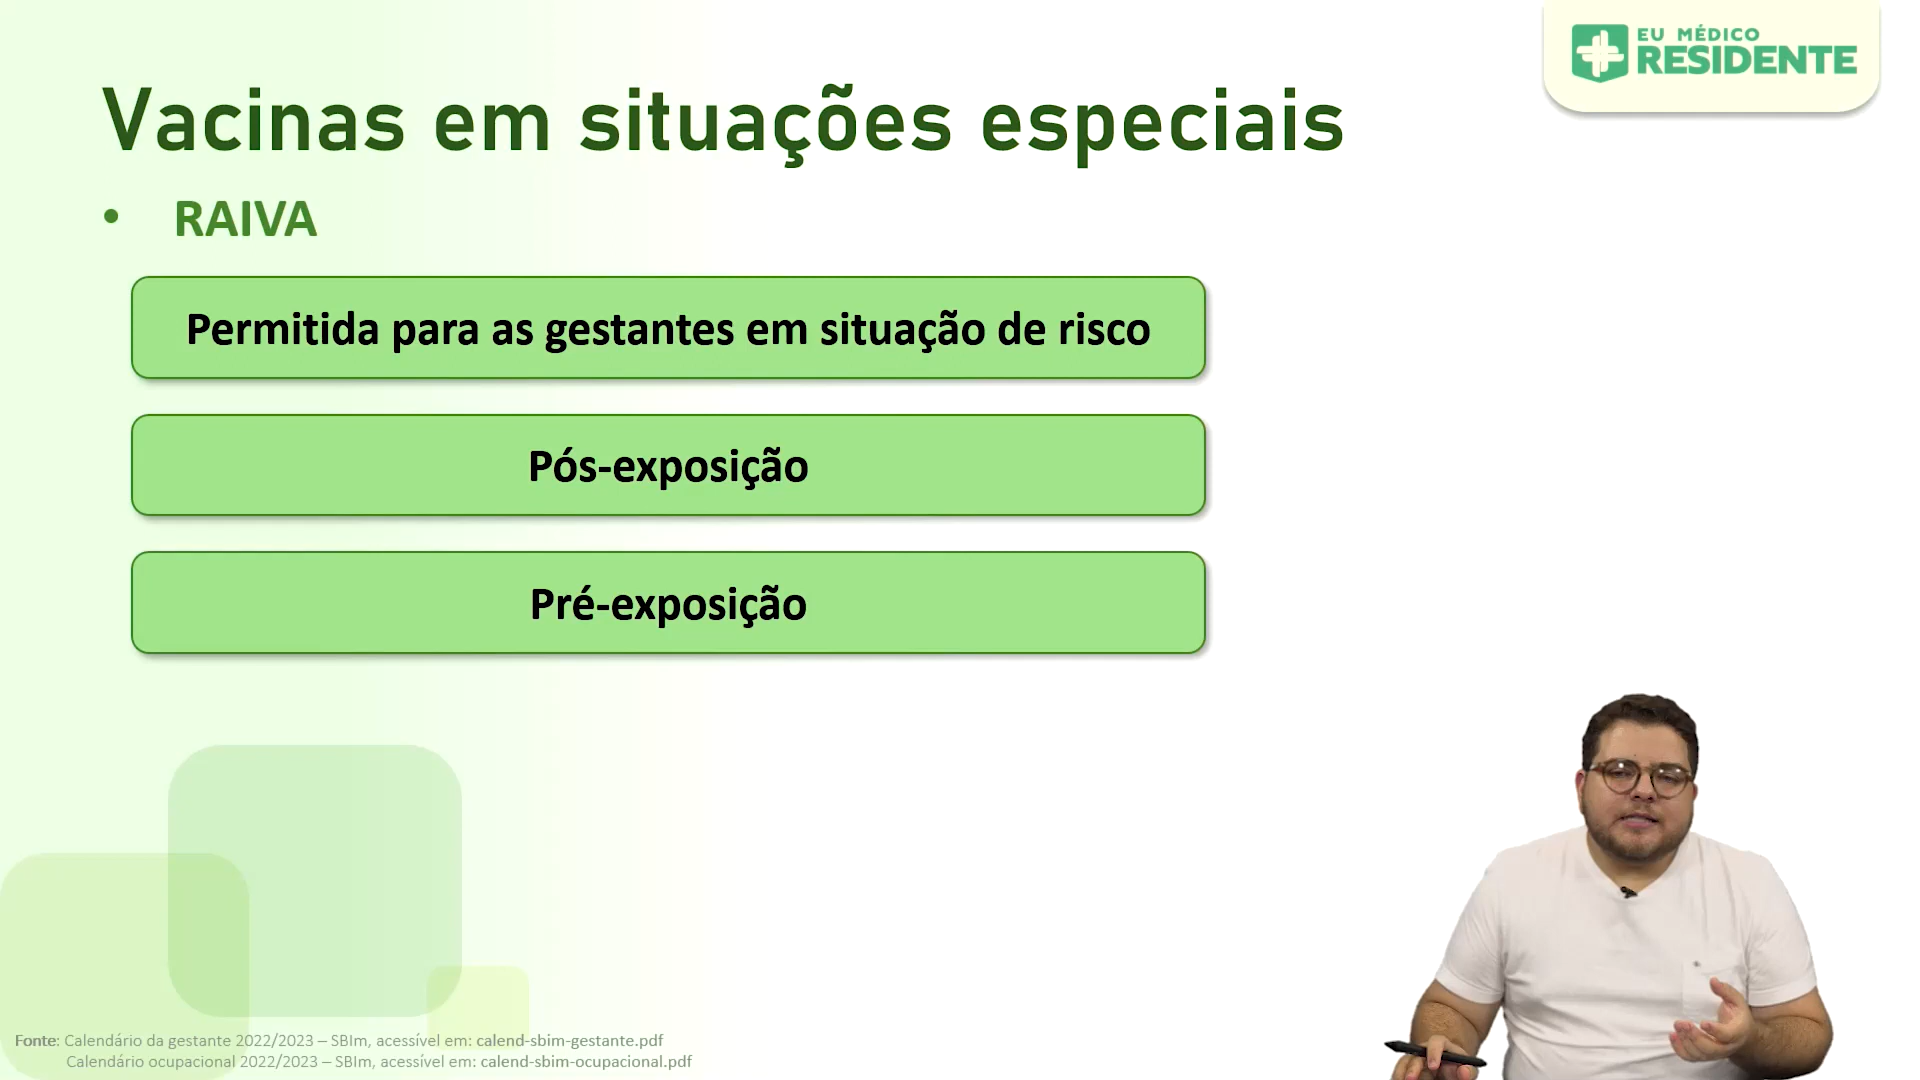 EU MÉDICO
RESIDENTE
Vacinas em situações especiais
• RAIVA
Permitida para as gestantes em situação de risco
Pós-exposição
Pré-exposição
Fonte: Calendário da gestante 2022/2023 – SBIm, acessível em: calend-sbim-gestante.pdf
Calendário ocupacional 2022/2023 – SBIm, acessível em: calend-sbim-ocupacional.pdf